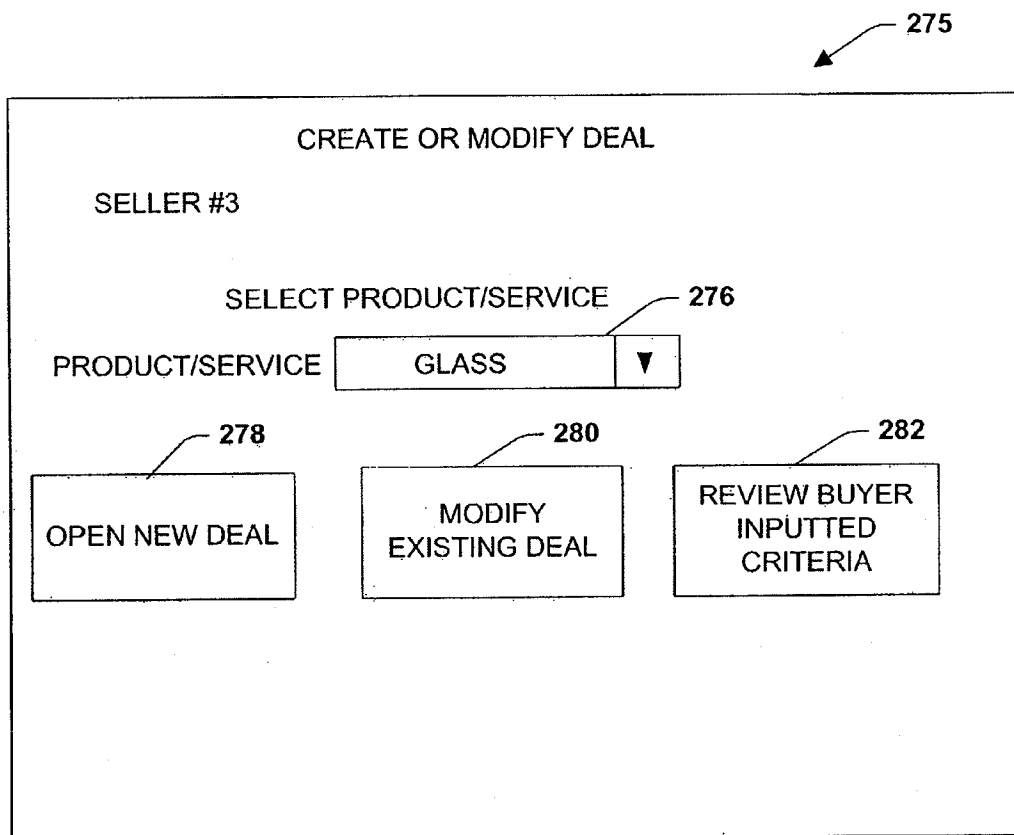 275
CREATE OR MODIFY DEAL
SELLER #3
SELECT PRODUCT/SERVICE
276
PRODUCT/SERVICE
GLASS
278
280
282
OPEN NEW DEAL
MODIFY
EXISTING DEAL
REVIEW BUYER
INPUTTED
CRITERIA